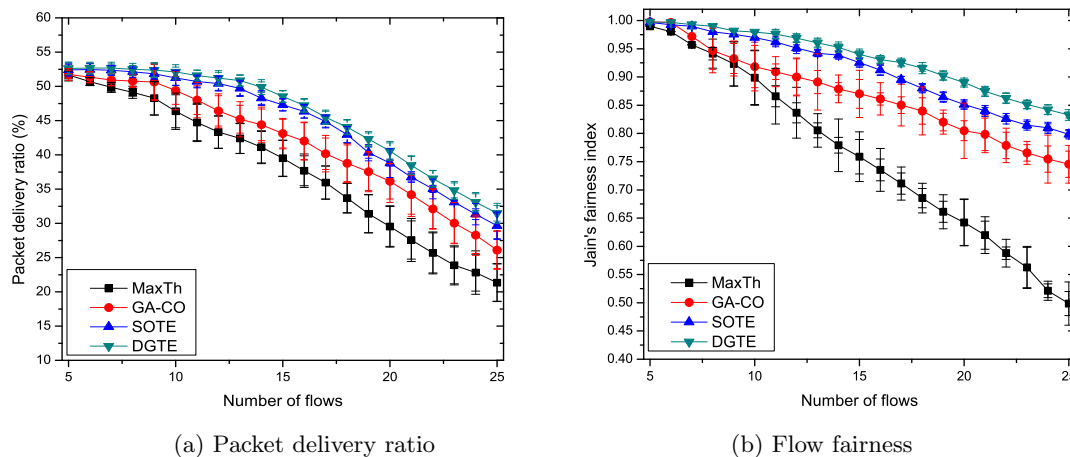 60
55
50
45
40
35
30
25
20
15
10
Packet delivery ratio (%)
MaxTh
GA-CO
SOTE
DGTE
5
10
15
20
25
Number of flows
(a) Packet delivery ratio
1.00
0.95
0.90
0.85
0.80
0.75
0.70
0.65
0.60
0.55
0.50
0.45
0.40
Jain's fairness index
MaxTh
GA-CO
SOTE
DGTE
5
10
15
20
25
Number of flows
(b) Flow fairness